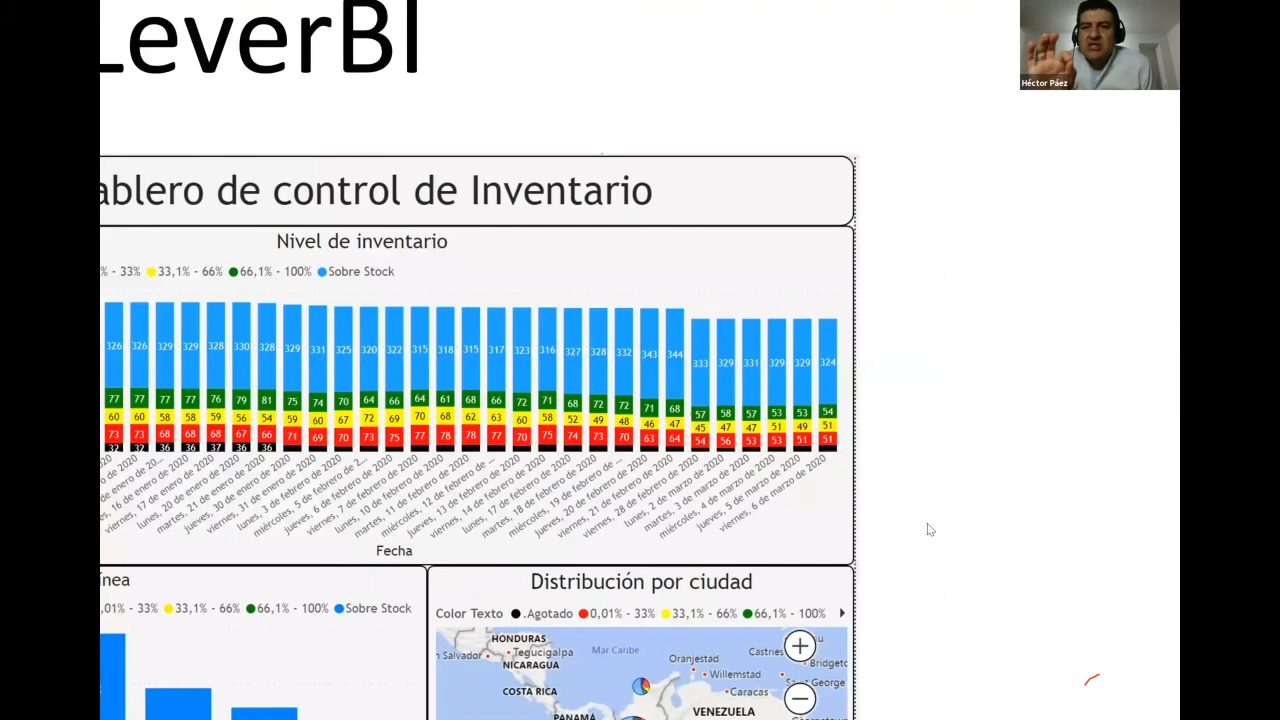 LeverBI
Héctor Páez
ablero de control de Inventario
Nivel de inventario
% - 33% 33,1% - 66% 66,1% - 100% Sobre Stock
326 326 329 329 328 330 328 329 331 325 320 322 315 318 315 317 323 316 327 328 332 343 344 333 329 331 329 329 324
77 77 77 77 76 79 81 75 74 70 64 66 64 61 68 66 72 71 68 72 72 71 68 57 58 57 53 53 54
60 60 58 58 59 56 54 59 60 67 72 69 70 68 62 63 60 58 52 49 48 46 47 45 47 47 51 49 51
73 73 68 68 68 67 66 71 69 70 73 75 77 78 78 77 70 75 74 73 70 63 64 54 56 53 53 51 51
32 32 36 36 37 36 36
jueves, 16 de enero de 2020
viernes, 17 de enero de 2020
lunes, 20 de enero de 2020
martes, 21 de enero de 2020
jueves, 30 de enero de 2020
viernes, 31 de enero de 2020
lunes, 3 de febrero de 2020
miércoles, 5 de febrero de 2...
jueves, 6 de febrero de 2020
viernes, 7 de febrero de 2020
lunes, 10 de febrero de 2020
martes, 11 de febrero de 2020
miércoles, 12 de febrero de ...
jueves, 13 de febrero de 2020
viernes, 14 de febrero de 2020
lunes, 17 de febrero de 2020
martes, 18 de febrero de 2020
miércoles, 19 de febrero de ...
jueves, 20 de febrero de 2020
viernes, 21 de febrero de 2020
viernes, 28 de febrero de 2020
lunes, 2 de marzo de 2020
martes, 3 de marzo de 2020
miércoles, 4 de marzo de 2020
jueves, 5 de marzo de 2020
viernes, 6 de marzo de 2020
Fecha
ínea
,01% - 33% 33,1% - 66% 66,1% - 100% Sobre Stock
Distribución por ciudad
Color Texto .Agotado 0,01% - 33% 33,1% - 66% 66,1% - 100%
HONDURAS
Mar Caribe
n Salvador Tegucigalpa
Castries
NICARAGUA
Oranjestad
Bridgeto
Willemstad
Saint George
COSTA RICA
Caracas
PANAMÁ
VENEZUELA